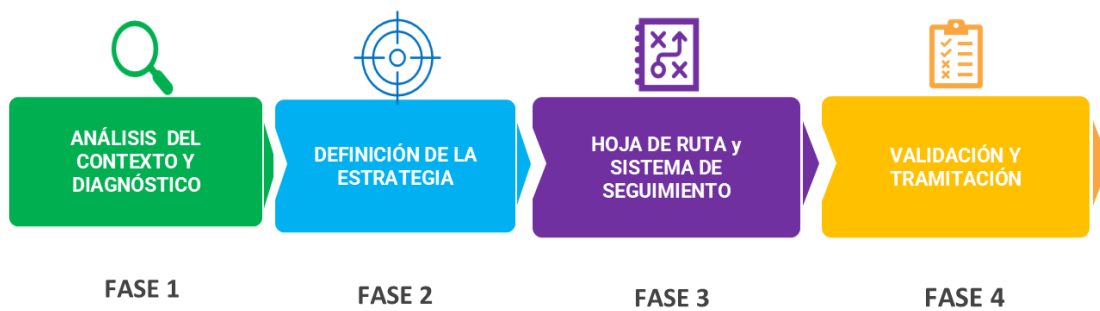 ANÁLISIS DEL
CONTEXTO Y
DIAGNÓSTICO
DEFINICIÓN DE LA
ESTRATEGIA
HOJA DE RUTA y
SISTEMA DE
SEGUIMIENTO
VALIDACIÓN Y
TRAMITACIÓN
FASE 1
FASE 2
FASE 3
FASE 4